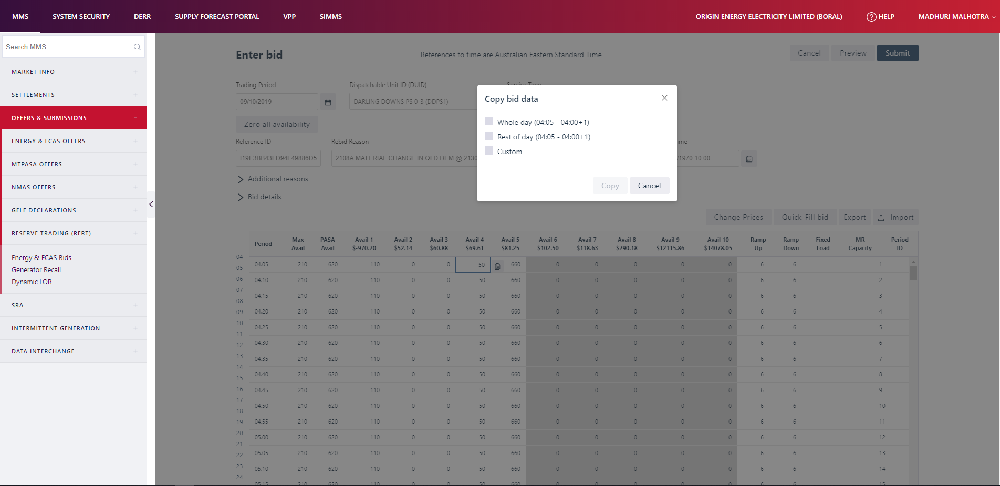 MMS SYSTEM SECURITY DERR SUPPLY FORECAST PORTAL VPP SIMMS ORIGIN ENERGY ELECTRICITY LIMITED (BORAL) ? HELP MADHURI MALHOTRA
Search MMS
MARKET INFO
SETTLEMENTS
OFFERS & SUBMISSIONS
ENERGY & FCAS OFFERS
MTPASA OFFERS
NMAS OFFERS
GELF DECLARATIONS
RESERVE TRADING (RERT)
Energy & FCAS Bids
Generator Recall
Dynamic LOR
SRA
INTERMITTENT GENERATION
DATA INTERCHANGE
Enter bid References to time are Australian Eastern Standard Time Cancel Preview Submit
Trading Period Dispatchable Unit ID (DUID) Service Type
09/10/2019 DARLING DOWNS PS 0-3 (DDPS1)
Zero all availability
Reference ID Rebid Reason ime
I19E3BB43FD94F49886D5 2108A MATERIAL CHANGE IN QLD DEM @ 2130 /1970 10:00
Additional reasons
Bid details
Copy bid data
Whole day (04:05 - 04:00+1)
Rest of day (04:05 - 04:00+1)
Custom
Copy Cancel
Change Prices Quick-Fill bid Export Import
Period Max Avail PASA Avail Avail 1 $-970.20 Avail 2 $52.14 Avail 3 $60.88 Avail 4 $69.61 Avail 5 $81.25 Avail 6 $102.50 Avail 7 $118.63 Avail 8 $290.18 Avail 9 $12115.86 Avail 10 $14078.05 Ramp Up Ramp Down Fixed Load MR Capacity Period ID
04
05
06
07
08
09
10
11
12
13
14
15
16
17
18
19
20
21
22
23
24
04.05 210 620 110 0 0 50 660 0 0 0 0 0 6 6 1
04.10 210 620 110 0 0 50 660 0 0 0 0 0 6 6 2
04.15 210 620 110 0 0 50 660 0 0 0 0 0 6 6 3
04.20 210 620 110 0 0 50 660 0 0 0 0 0 6 6 4
04.25 210 620 110 0 0 50 660 0 0 0 0 0 6 6 5
04.30 210 620 110 0 0 50 660 0 0 0 0 0 6 6 6
04.35 210 620 110 0 0 50 660 0 0 0 0 0 6 6 7
04.40 210 620 110 0 0 50 660 0 0 0 0 0 6 6 8
04.45 210 620 110 0 0 50 660 0 0 0 0 0 6 6 9
04.50 210 620 110 0 0 50 660 0 0 0 0 0 6 6 10
04.55 210 620 110 0 0 50 660 0 0 0 0 0 6 6 11
05.00 210 620 110 0 0 50 660 0 0 0 0 0 6 6 12
05.05 210 620 110 0 0 50 660 0 0 0 0 0 6 6 13
05.10 210 620 110 0 0 50 660 0 0 0 0 0 6 6 14
05.15 210 620 110 0 0 50 660 0 0 0 0 0 6 6 15